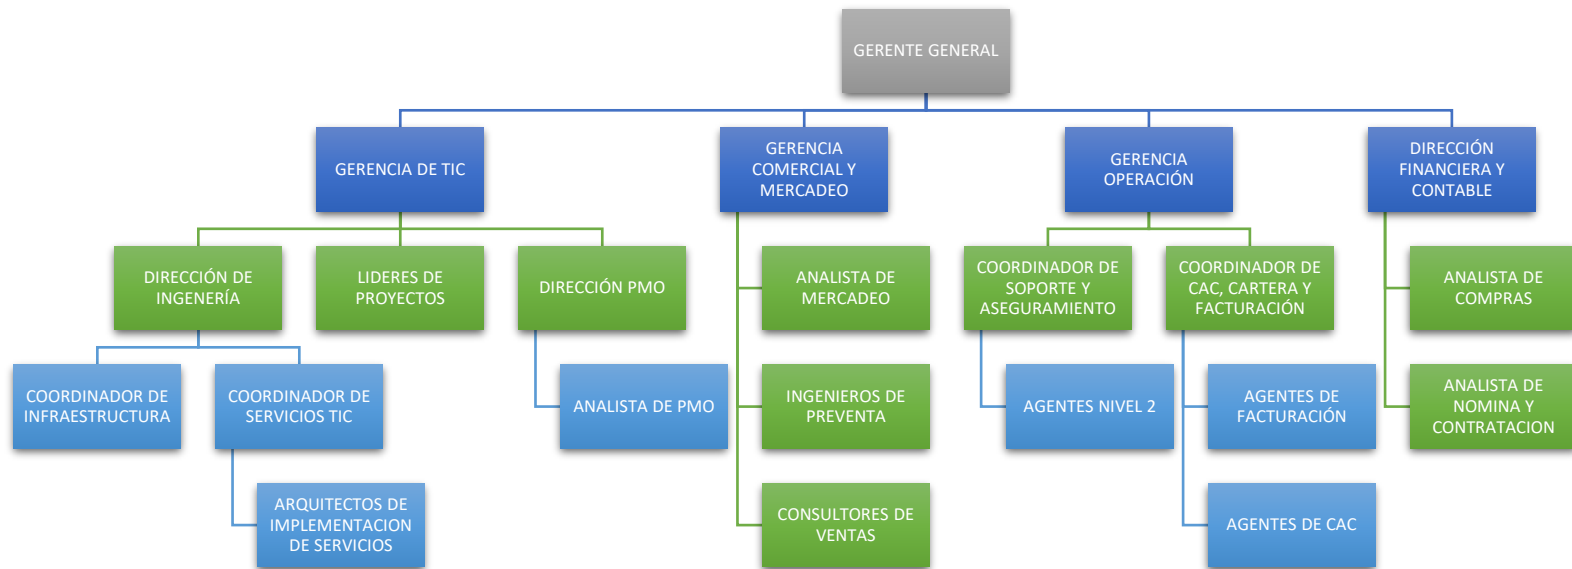 GERENTE GENERAL
GERENCIA DE TIC
GERENCIA
COMERCIAL Y
MERCADEO
GERENCIA
OPERACIÓN
DIRECCIÓN
FINANCIERA Y
CONTABLE
DIRECCIÓN DE
INGENERÍA
LIDERES DE
PROYECTOS
DIRECCIÓN PMO
ANALISTA DE
MERCADEO
COORDINADOR DE
SOPORTE Y
ASEGURAMIENTO
COORDINADOR DE
CAC, CARTERA Y
FACTURACIÓN
ANALISTA DE
COMPRAS
COORDINADOR DE
INFRAESTRUCTURA
COORDINADOR DE
SERVICIOS TIC
ANALISTA DE PMO
INGENIEROS DE
PREVENTA
AGENTES NIVEL 2
AGENTES DE
FACTURACIÓN
ANALISTA DE
NOMINA Y
CONTRATACION
ARQUITECTOS DE
IMPLEMENTACION
DE SERVICIOS
CONSULTORES DE
VENTAS
AGENTES DE CAC